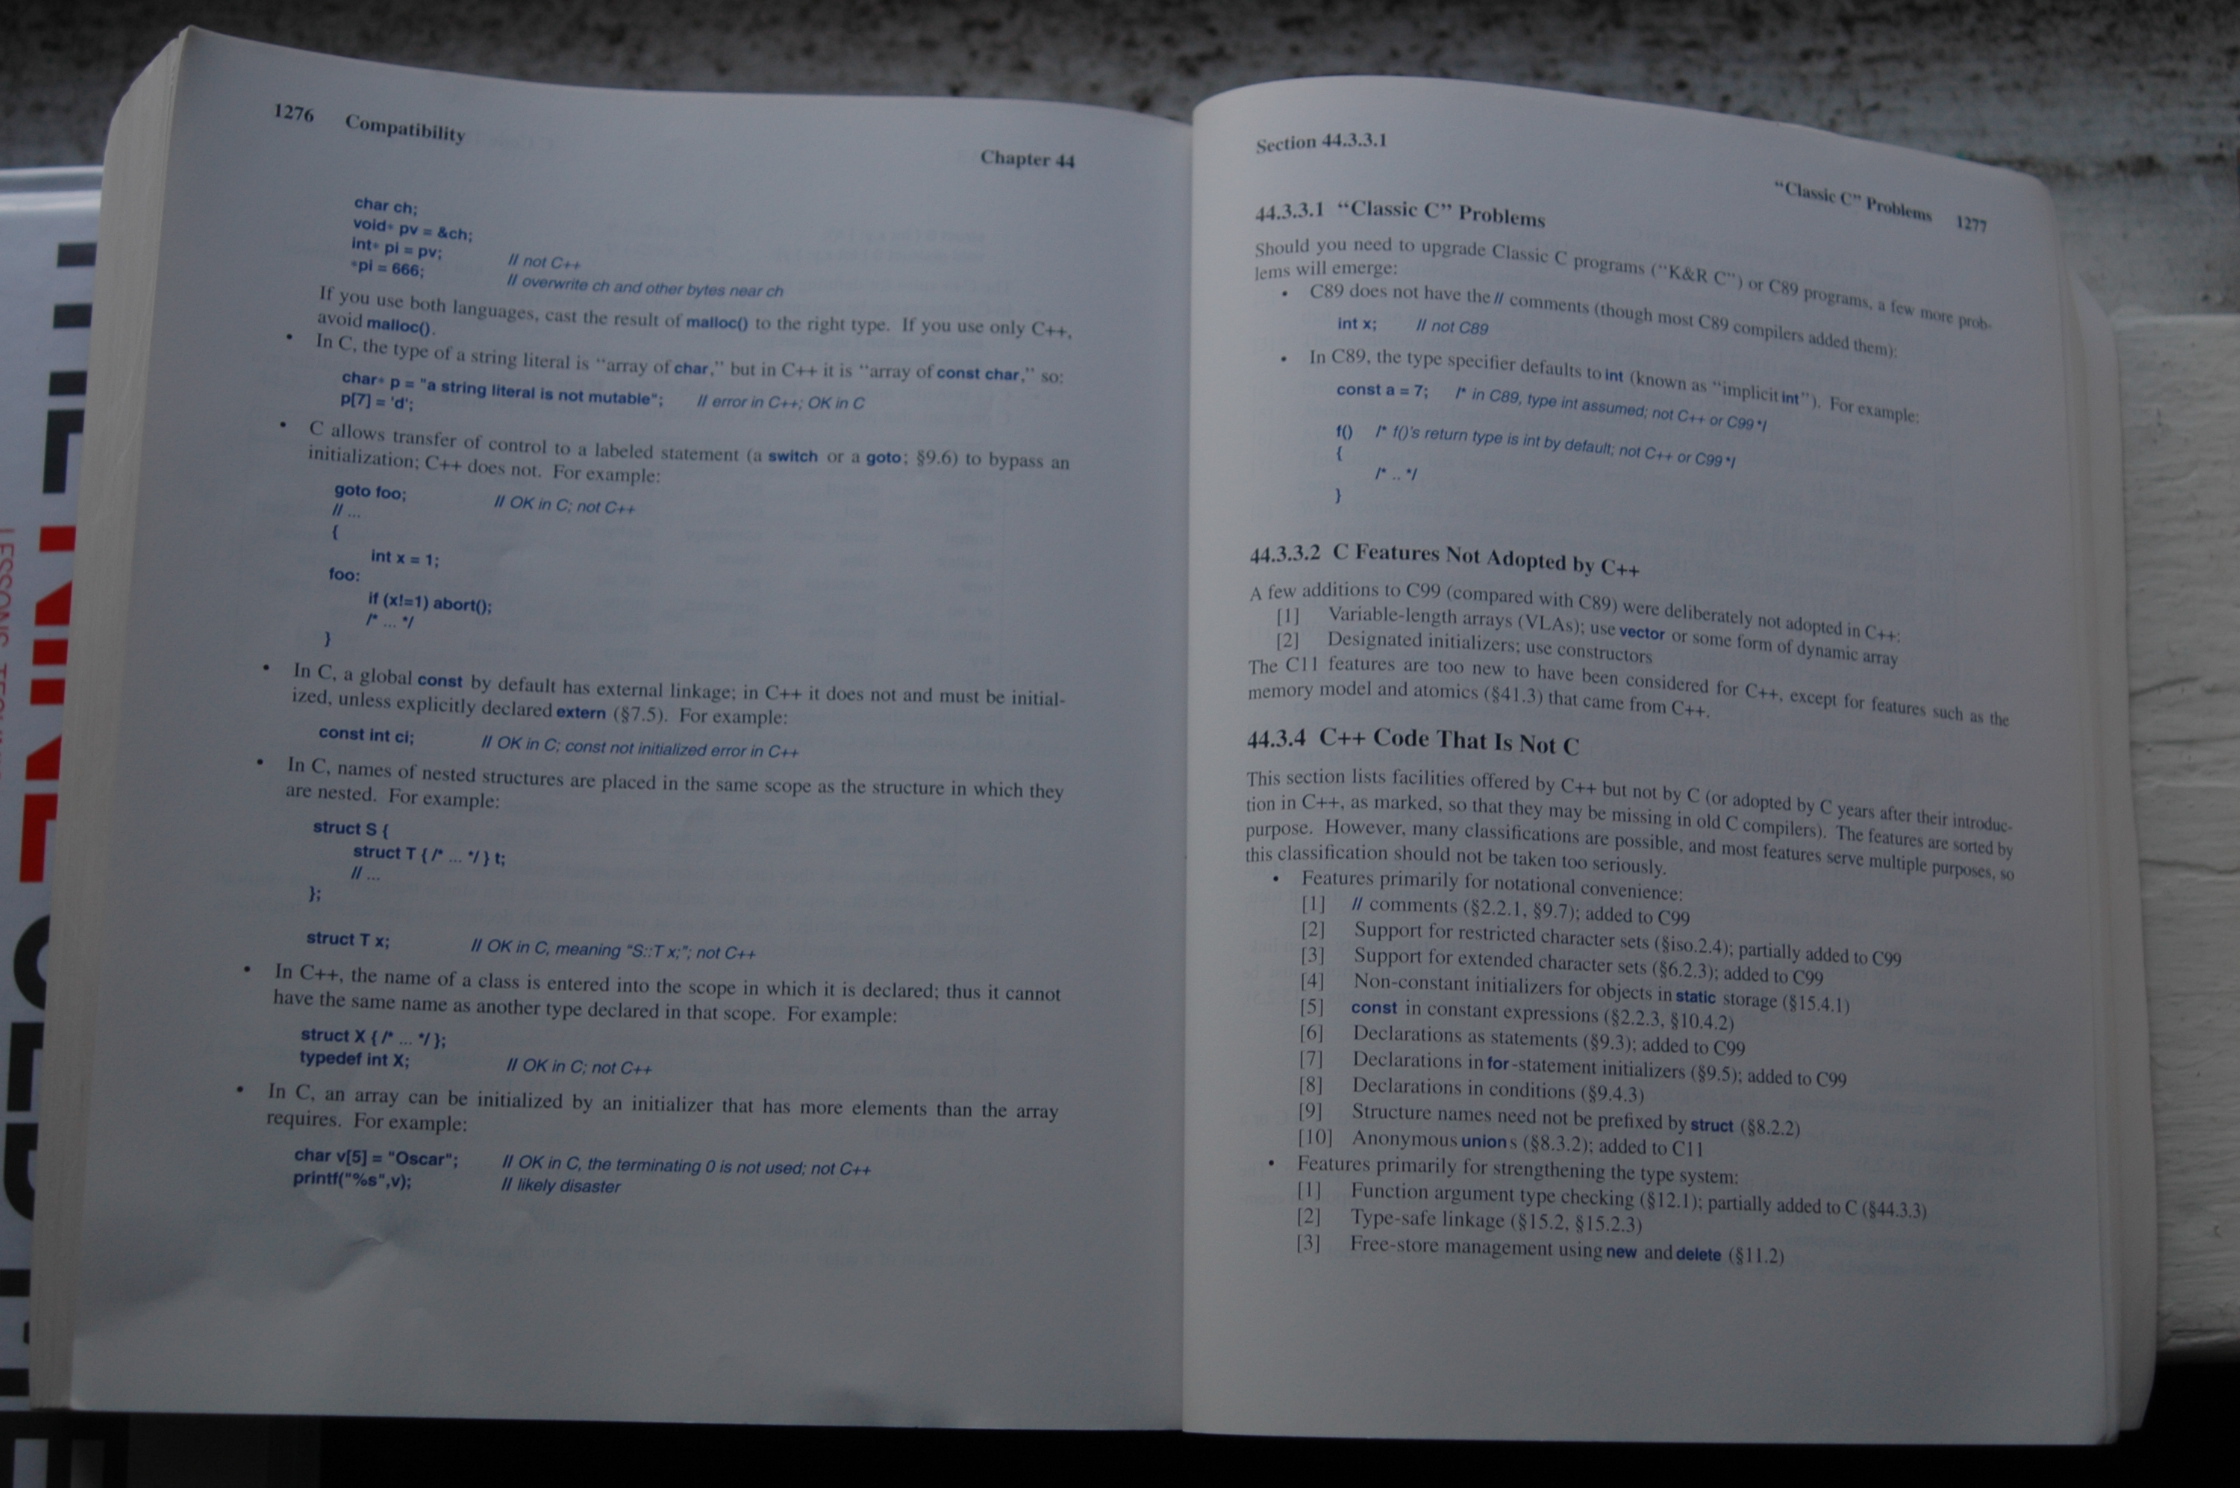 1276 Compatibility
Chapter 44
char ch;
void* pv = &ch;
int* pi = pv; // not C++
*pi = 666; // overwrite ch and other bytes near ch
If you use both languages, cast the result of malloc() to the right type. If you use only C++,
avoid malloc().
• In C, the type of a string literal is “array of char,” but in C++ it is “array of const char,” so:
char* p = "a string literal is not mutable"; // error in C++; OK in C
p[7] = 'd';
• C allows transfer of control to a labeled statement (a switch or a goto; §9.6) to bypass an
initialization; C++ does not. For example:
goto foo; // OK in C; not C++
// ...
{
int x = 1;
foo:
if (x!=1) abort();
/* ... */
}
• In C, a global const by default has external linkage; in C++ it does not and must be initial-
ized, unless explicitly declared extern (§7.5). For example:
const int ci; // OK in C; const not initialized error in C++
• In C, names of nested structures are placed in the same scope as the structure in which they
are nested. For example:
struct S {
struct T { /* ... */ } t;
// ...
};
struct T x; // OK in C, meaning “S::T x;”; not C++
• In C++, the name of a class is entered into the scope in which it is declared; thus it cannot
have the same name as another type declared in that scope. For example:
struct X { /* ... */ };
typedef int X; // OK in C; not C++
• In C, an array can be initialized by an initializer that has more elements than the array
requires. For example:
char v[5] = "Oscar"; // OK in C, the terminating 0 is not used; not C++
printf("%s",v); // likely disaster
Section 44.3.3.1
“Classic C” Problems 1277
44.3.3.1 “Classic C” Problems
Should you need to upgrade Classic C programs (“K&R C”) or C89 programs, a few more prob-
lems will emerge:
• C89 does not have the // comments (though most C89 compilers added them):
int x; // not C89
• In C89, the type specifier defaults to int (known as “implicit int”). For example:
const a = 7; /* in C89, type int assumed; not C++ or C99 */
f() /* f()'s return type is int by default; not C++ or C99 */
{
/* .. */
}
44.3.3.2 C Features Not Adopted by C++
A few additions to C99 (compared with C89) were deliberately not adopted in C++:
[1] Variable-length arrays (VLAs); use vector or some form of dynamic array
[2] Designated initializers; use constructors
The C11 features are too new to have been considered for C++, except for features such as the
memory model and atomics (§41.3) that came from C++.
44.3.4 C++ Code That Is Not C
This section lists facilities offered by C++ but not by C (or adopted by C years after their introduc-
tion in C++, as marked, so that they may be missing in old C compilers). The features are sorted by
purpose. However, many classifications are possible, and most features serve multiple purposes, so
this classification should not be taken too seriously.
• Features primarily for notational convenience:
[1] // comments (§2.2.1, §9.7); added to C99
[2] Support for restricted character sets (§iso.2.4); partially added to C99
[3] Support for extended character sets (§6.2.3); added to C99
[4] Non-constant initializers for objects in static storage (§15.4.1)
[5] const in constant expressions (§2.2.3, §10.4.2)
[6] Declarations as statements (§9.3); added to C99
[7] Declarations in for-statement initializers (§9.5); added to C99
[8] Declarations in conditions (§9.4.3)
[9] Structure names need not be prefixed by struct (§8.2.2)
[10] Anonymous unions (§8.3.2); added to C11
• Features primarily for strengthening the type system:
[1] Function argument type checking (§12.1); partially added to C (§44.3.3)
[2] Type-safe linkage (§15.2, §15.2.3)
[3] Free-store management using new and delete (§11.2)